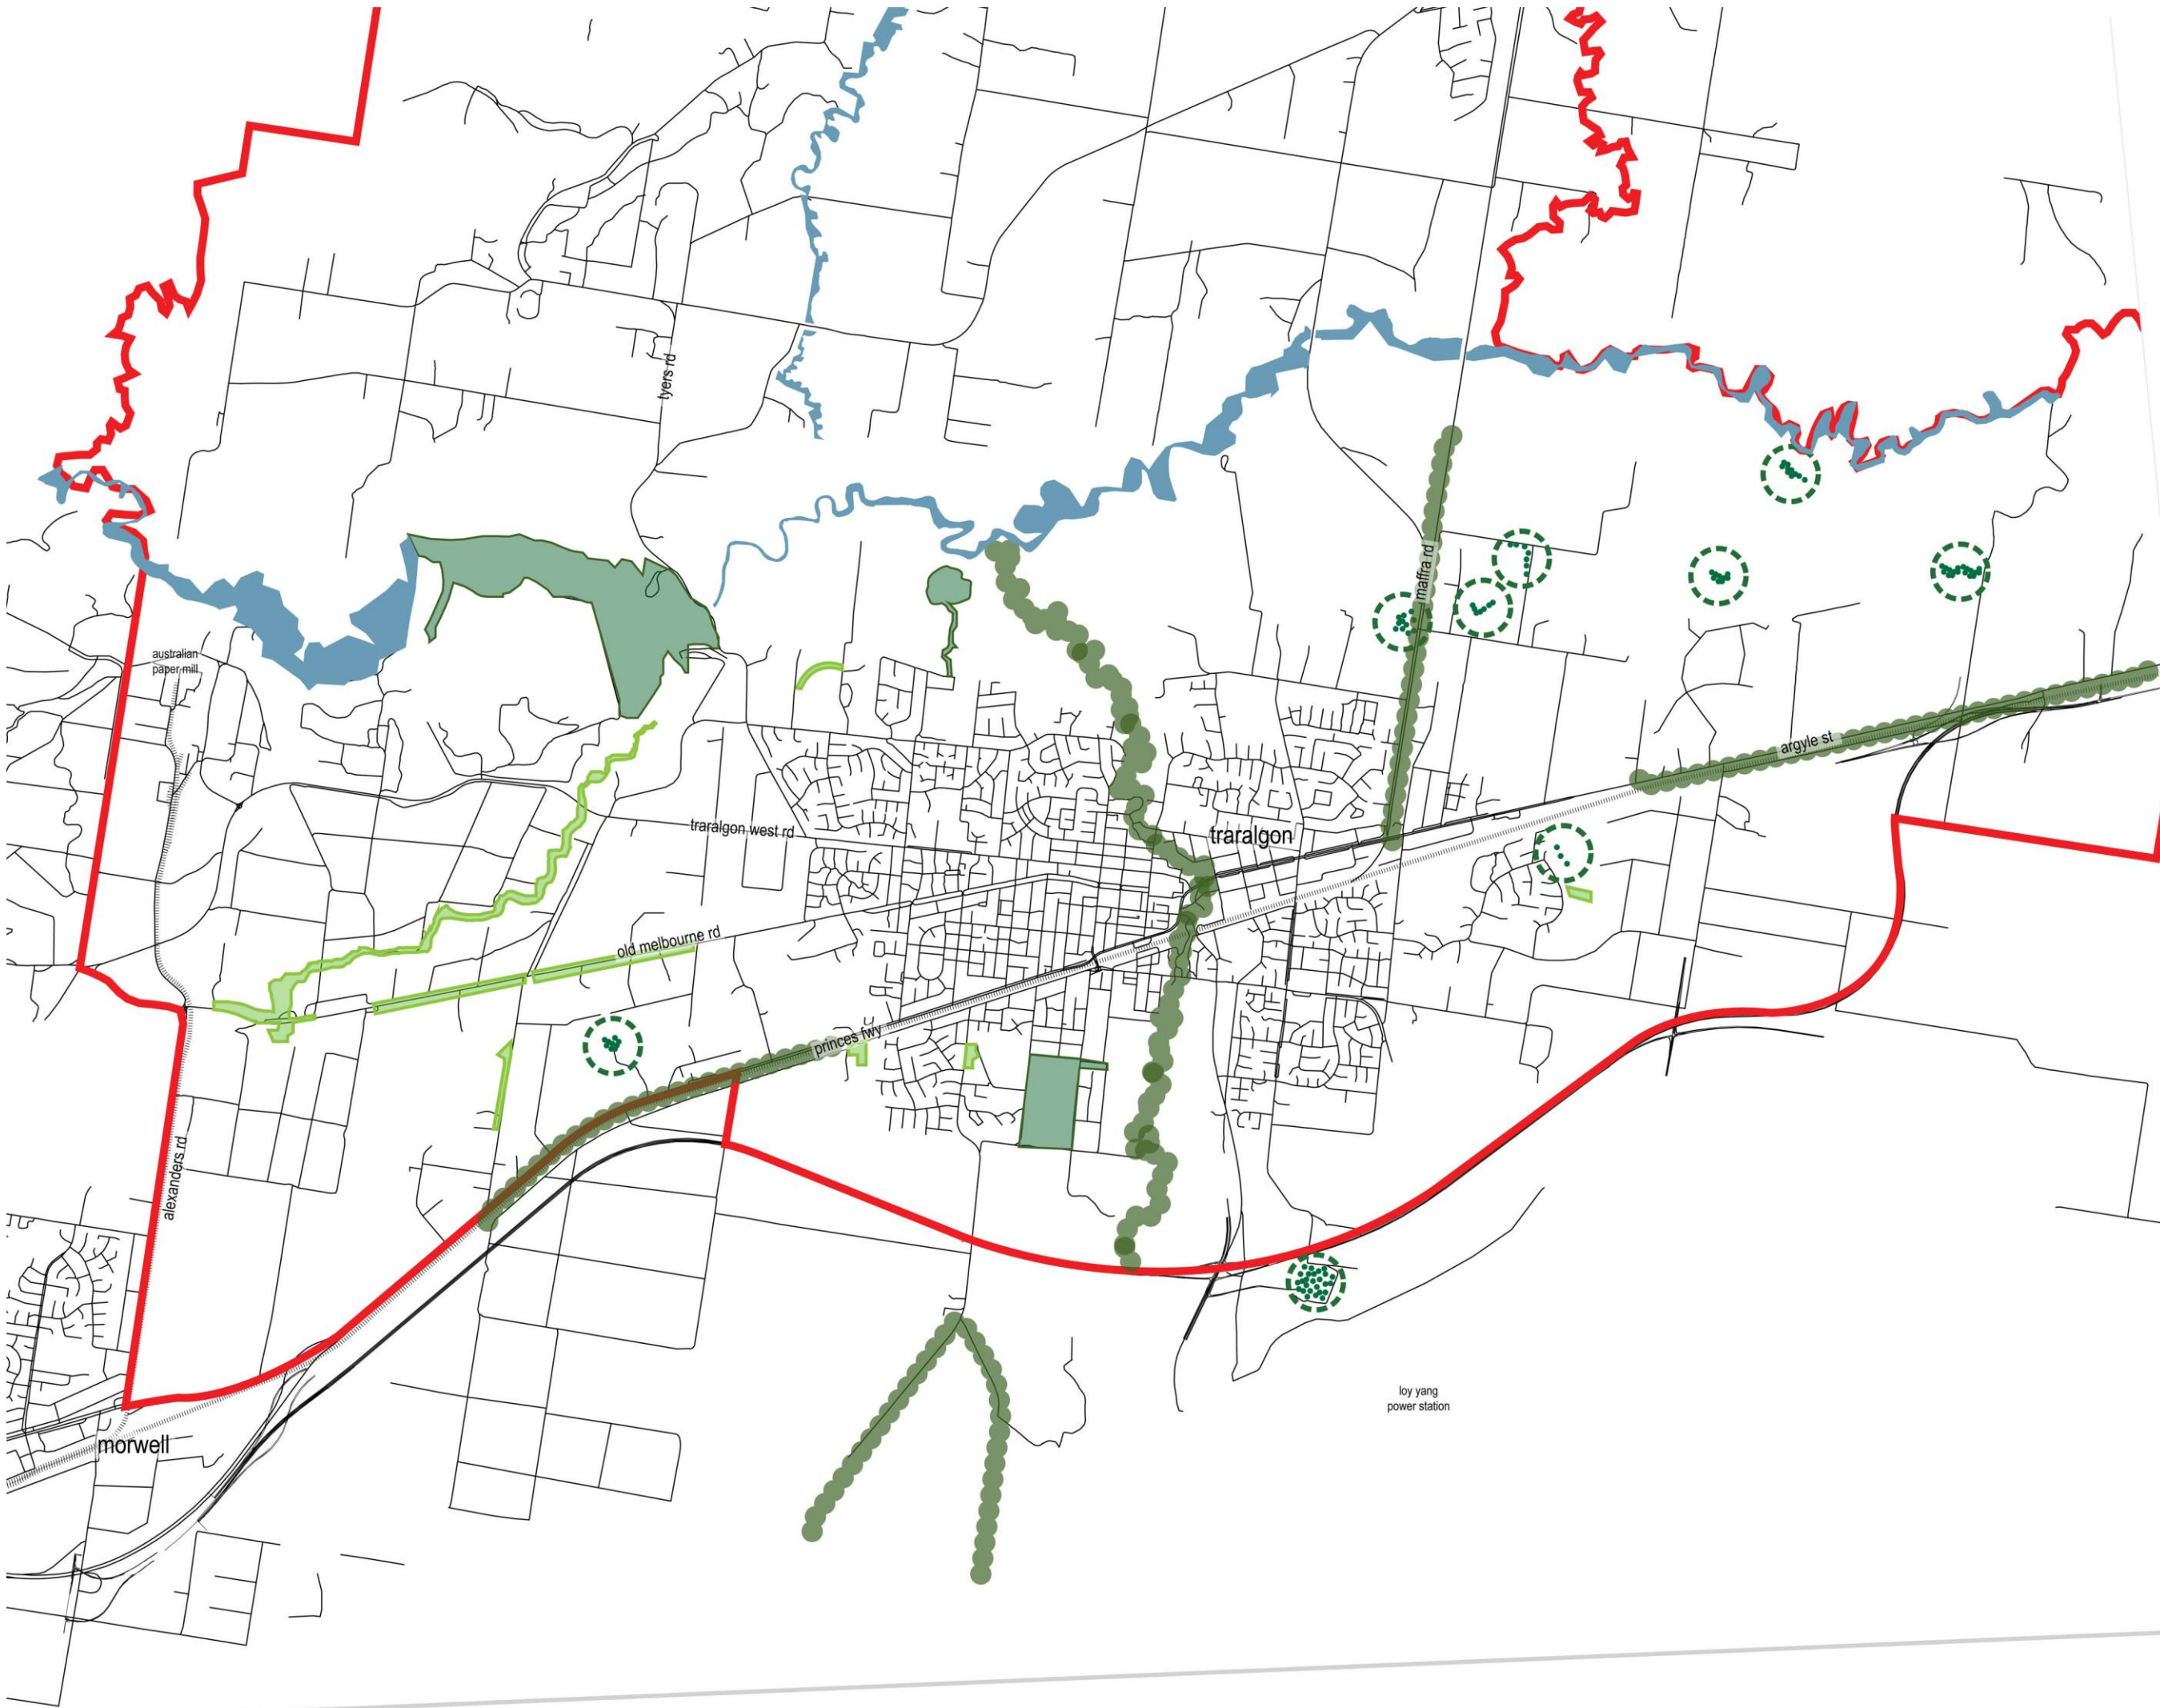 tyers rd
maffra rd
australian
paper mill
argyle st
traralgon west rd
traralgon
old melbourne rd
princes fwy
alexanders rd
loy yang
power station
morwell